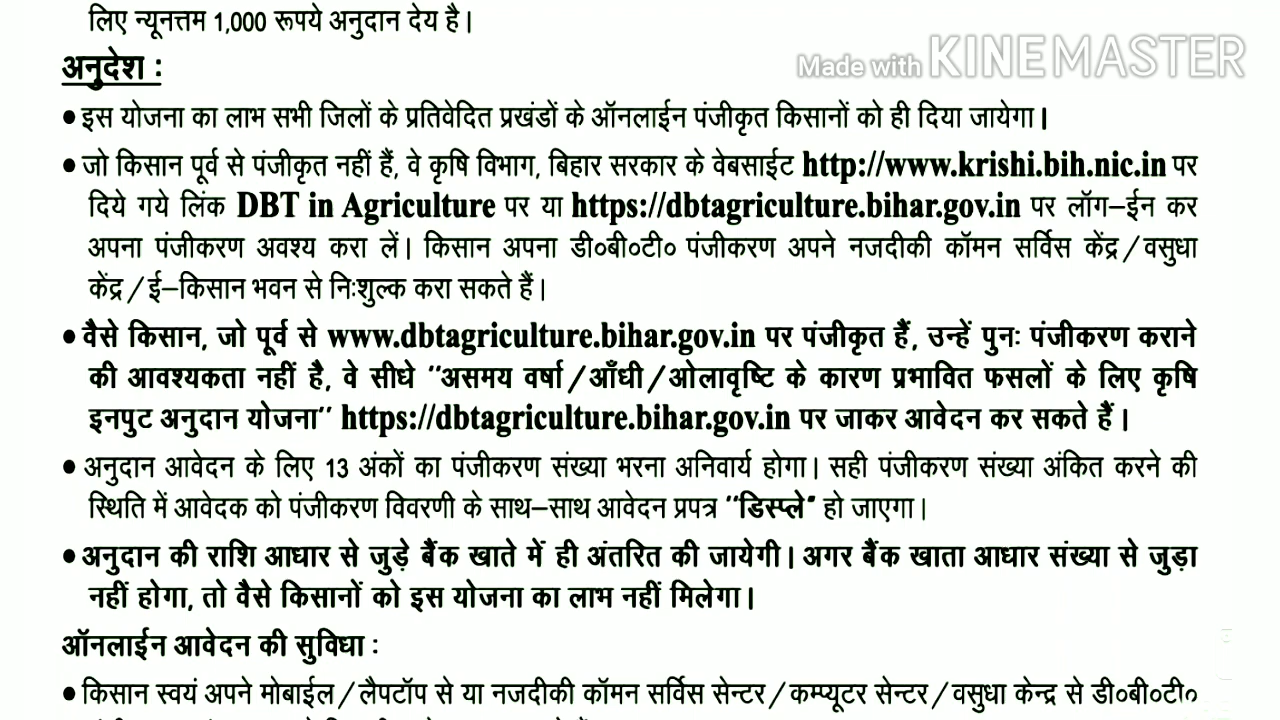 लिए न्यूनत्तम 1,000 रूपये अनुदान देय है।
Made with KINEMASTER
अनुदेश :
• इस योजना का लाभ सभी जिलों के प्रतिवेदित प्रखंडों के ऑनलाईन पंजीकृत किसानों को ही दिया जायेगा।
• जो किसान पूर्व से पंजीकृत नहीं हैं, वे कृषि विभाग, बिहार सरकार के वेबसाईट http://www.krishi.bih.nic.in पर
दिये गये लिंक DBT in Agriculture पर या https://dbtagriculture.bihar.gov.in पर लॉग–ईन कर
अपना पंजीकरण अवश्य करा लें। किसान अपना डी०बी०टी० पंजीकरण अपने नजदीकी कॉमन सर्विस केंद्र/वसुधा
केंद्र/ई–किसान भवन से निःशुल्क करा सकते हैं।
• वैसे किसान, जो पूर्व से www.dbtagriculture.bihar.gov.in पर पंजीकृत हैं, उन्हें पुनः पंजीकरण कराने
की आवश्यकता नहीं है, वे सीधे ''असमय वर्षा/आँधी/ओलावृष्टि के कारण प्रभावित फसलों के लिए कृषि
इनपुट अनुदान योजना'' https://dbtagriculture.bihar.gov.in पर जाकर आवेदन कर सकते हैं।
• अनुदान आवेदन के लिए 13 अंकों का पंजीकरण संख्या भरना अनिवार्य होगा। सही पंजीकरण संख्या अंकित करने की
स्थिति में आवेदक को पंजीकरण विवरणी के साथ–साथ आवेदन प्रपत्र ''डिस्प्ले'' हो जाएगा।
• अनुदान की राशि आधार से जुड़े बैंक खाते में ही अंतरित की जायेगी। अगर बैंक खाता आधार संख्या से जुड़ा
नहीं होगा, तो वैसे किसानों को इस योजना का लाभ नहीं मिलेगा।
ऑनलाईन आवेदन की सुविधा :
• किसान स्वयं अपने मोबाईल/लैपटॉप से या नजदीकी कॉमन सर्विस सेन्टर/कम्प्यूटर सेन्टर/वसुधा केन्द्र से डी०बी०टी०